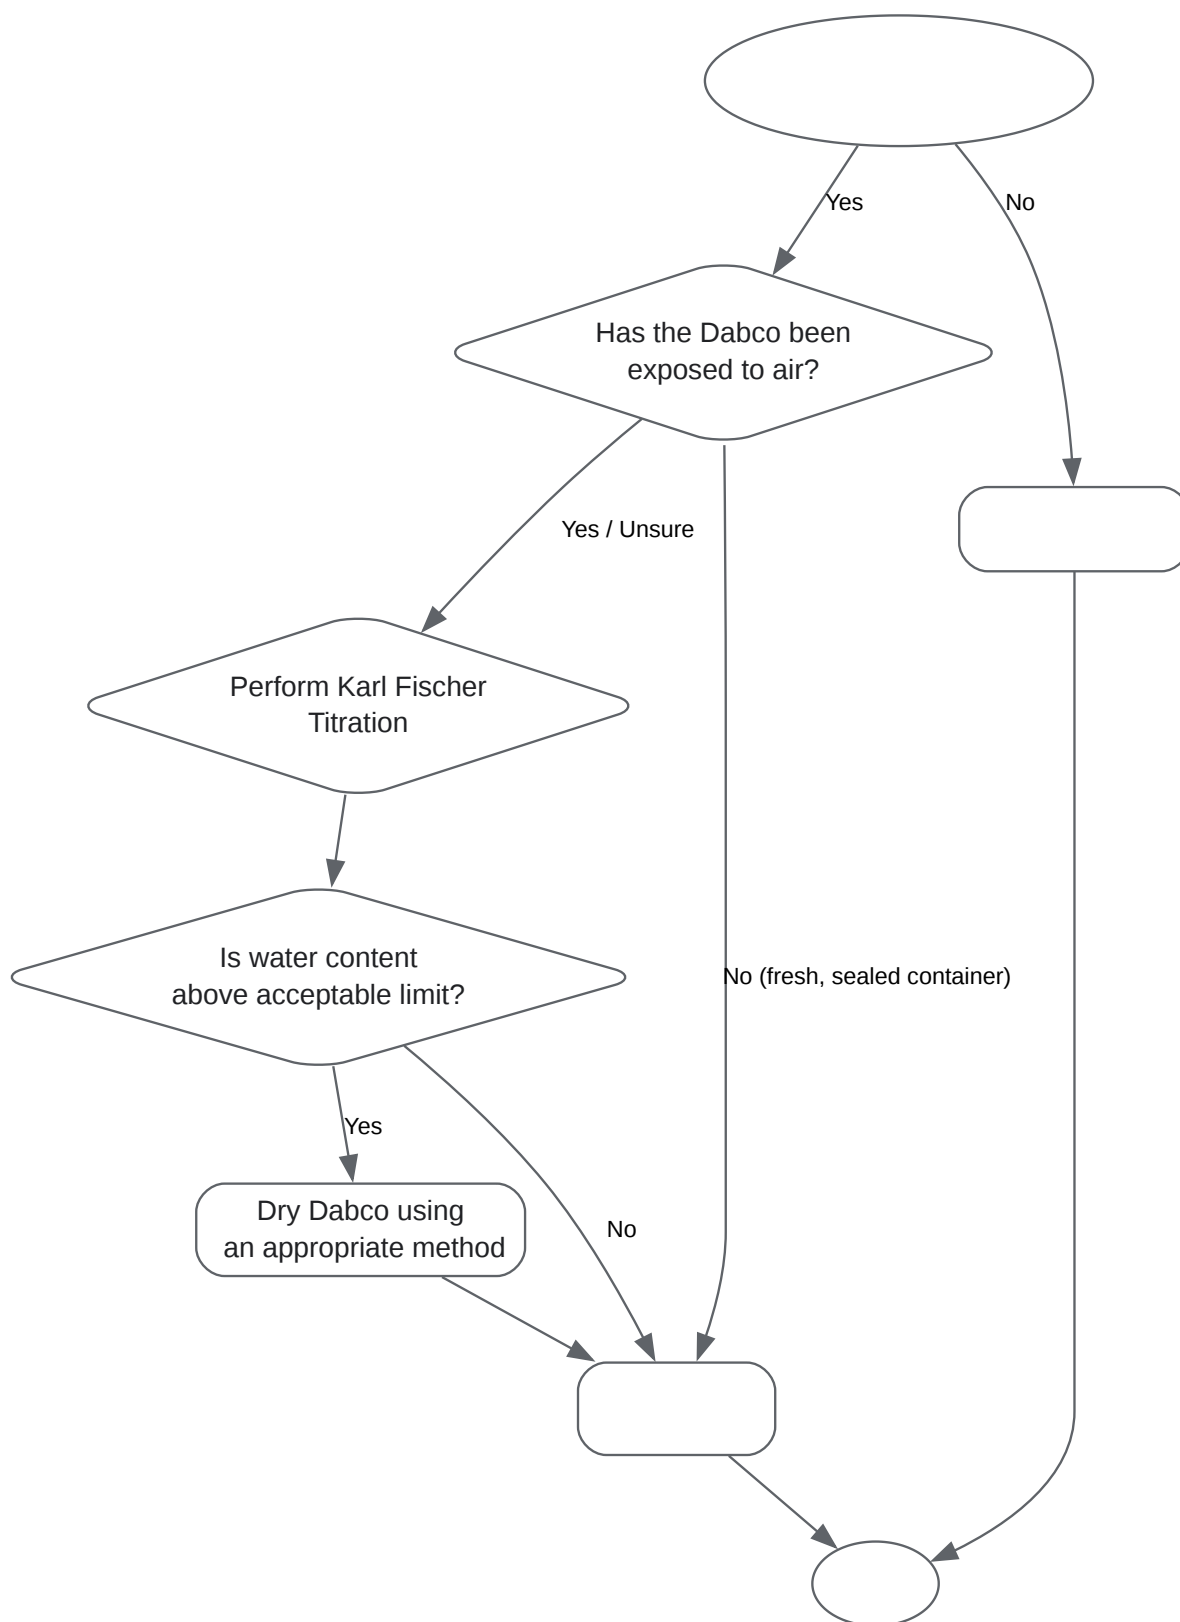 Yes
No
Has the Dabco been
exposed to air?
Yes / Unsure
Perform Karl Fischer
Titration
Is water content
above acceptable limit?
No (fresh, sealed container)
Yes
Dry Dabco using
an appropriate method
No